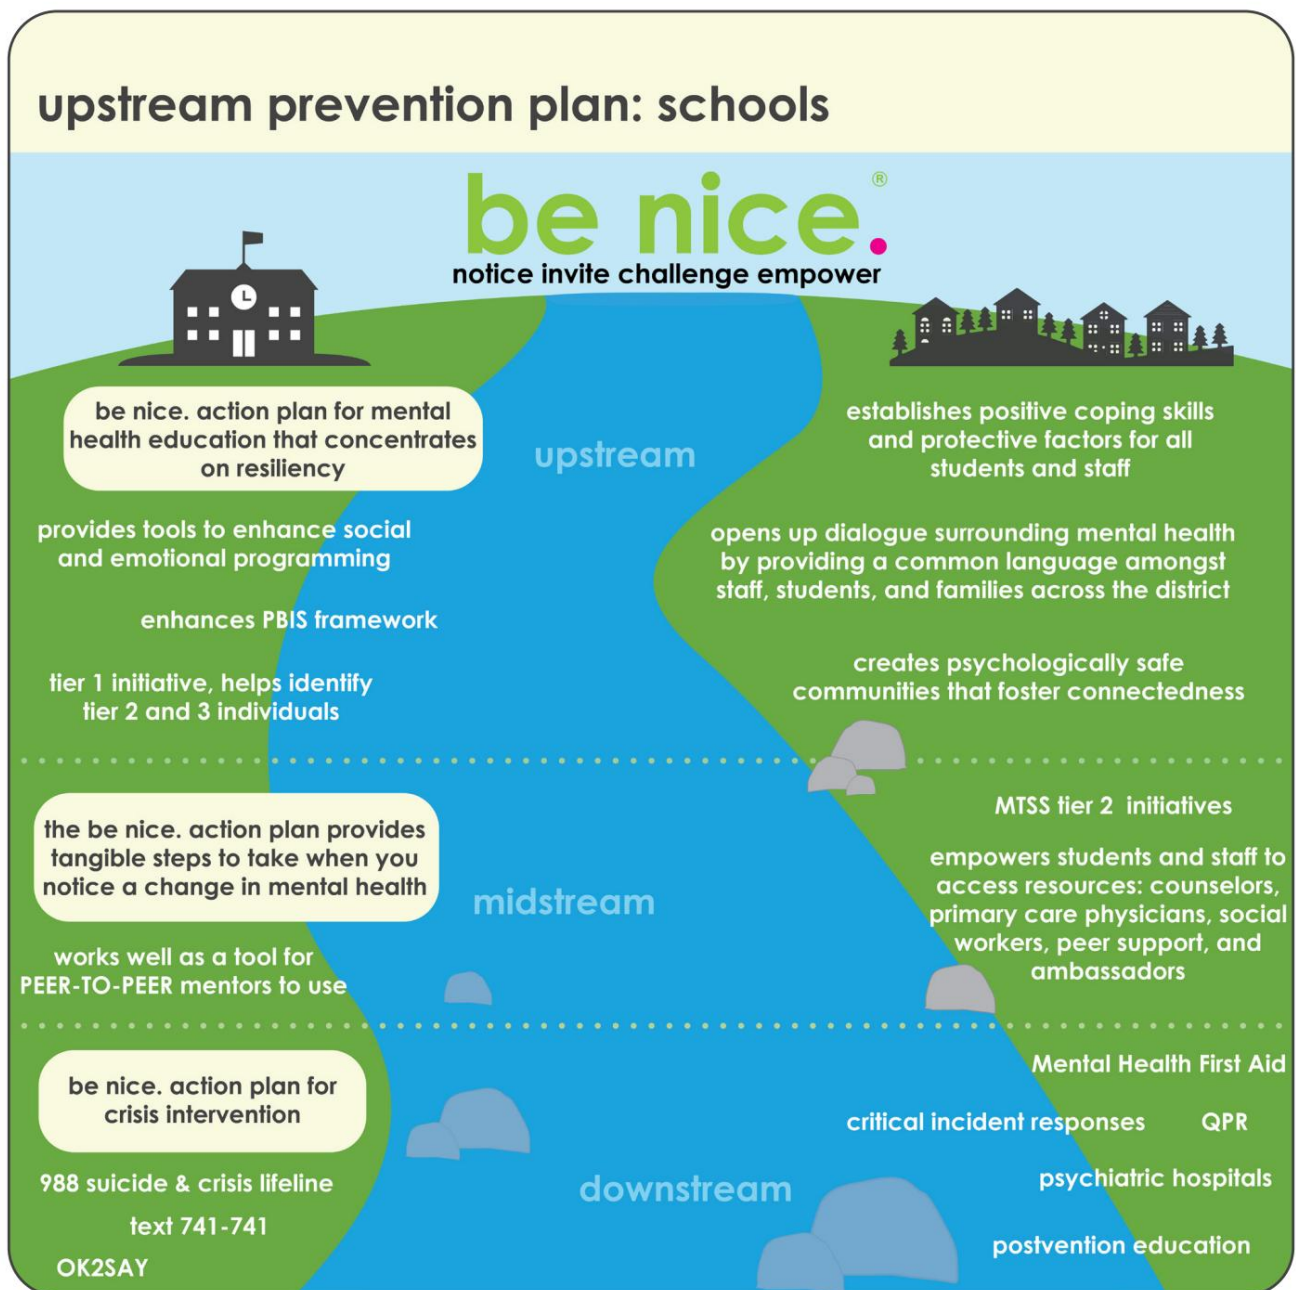 upstream prevention plan: schools
be nice.®
notice invite challenge empower
be nice. action plan for mental
health education that concentrates
on resiliency
provides tools to enhance social
and emotional programming
enhances PBIS framework
tier 1 initiative, helps identify
tier 2 and 3 individuals
upstream
establishes positive coping skills
and protective factors for all
students and staff
opens up dialogue surrounding mental health
by providing a common language amongst
staff, students, and families across the district
creates psychologically safe
communities that foster connectedness
the be nice. action plan provides
tangible steps to take when you
notice a change in mental health
works well as a tool for
PEER-TO-PEER mentors to use
midstream
MTSS tier 2 initiatives
empowers students and staff to
access resources: counselors,
primary care physicians, social
workers, peer support, and
ambassadors
be nice. action plan for
crisis intervention
988 suicide & crisis lifeline
text 741-741
OK2SAY
downstream
Mental Health First Aid
critical incident responses QPR
psychiatric hospitals
postvention education